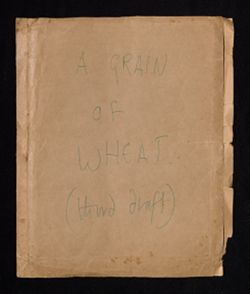 A GRAIN
OF
WHEAT.
(third draft)